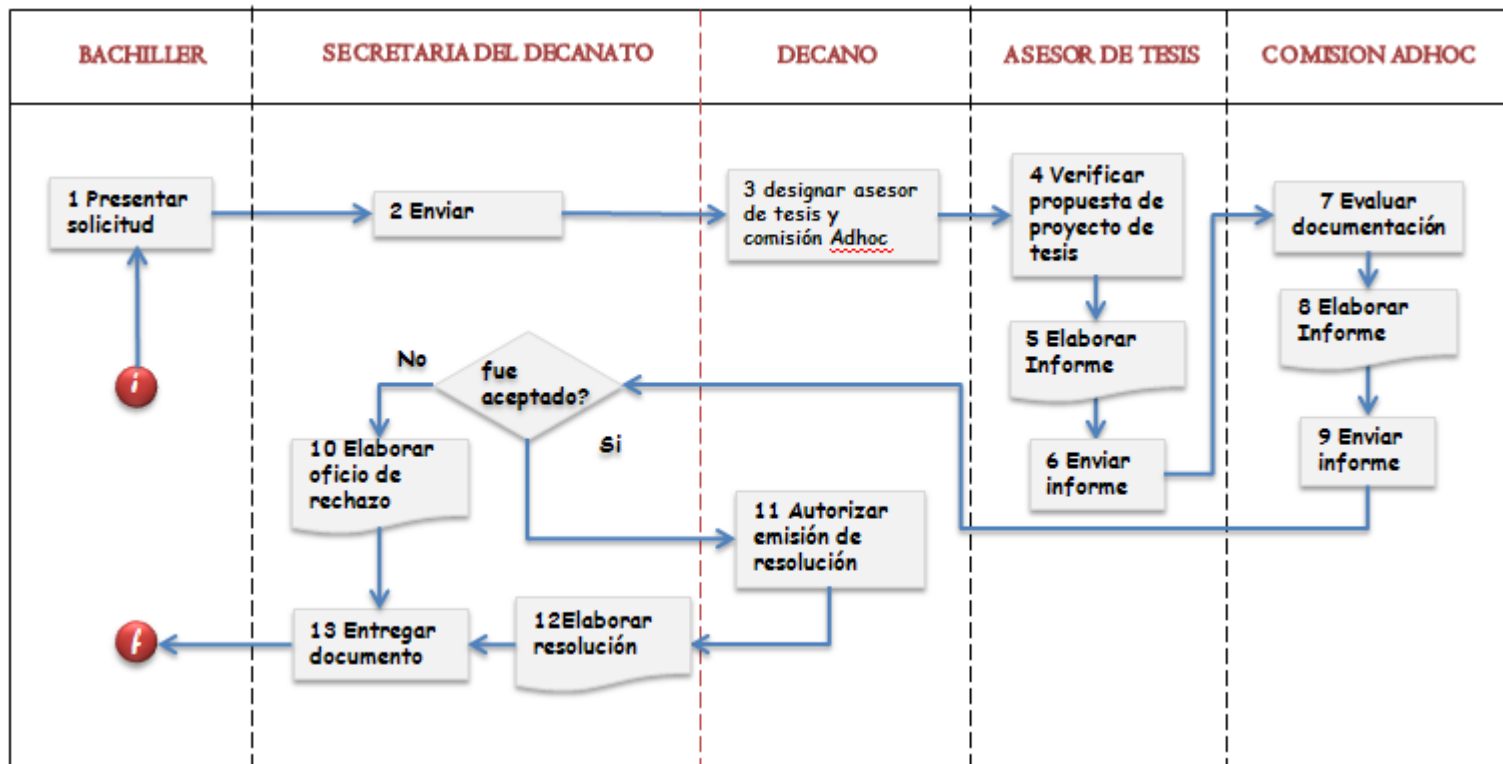 BACHILLER
SECRETARIA DEL DECANATO
DECANO
ASESOR DE TESIS
COMISION ADHOC
1 Presentar
solicitud
2 Enviar
3 designar asesor
de tesis y
comisión Adhoc
4 Verificar
propuesta de
proyecto de
tesis
7 Evaluar
documentación
5 Elaborar
Informe
8 Elaborar
Informe
i
No
fue
aceptado?
Si
10 Elaborar
oficio de
rechazo
6 Enviar
informe
9 Enviar
informe
11 Autorizar
emisión de
resolución
f
13 Entregar
documento
12Elaborar
resolución